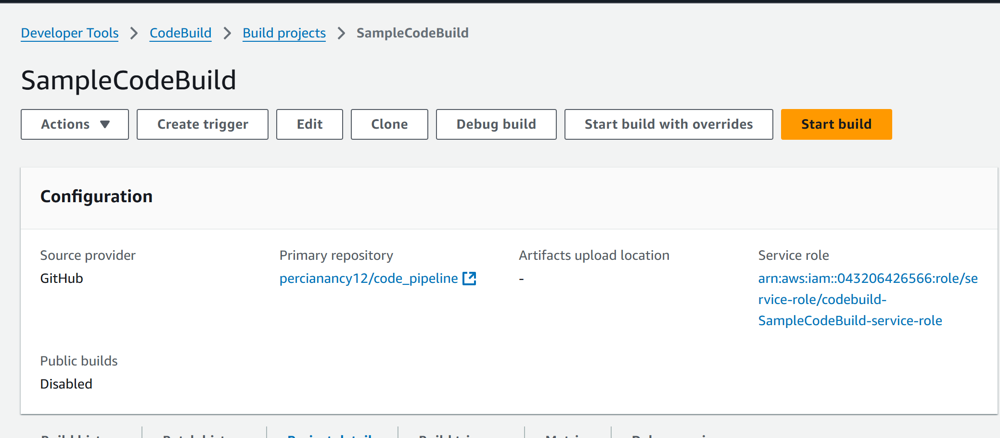 Developer Tools > CodeBuild > Build projects > SampleCodeBuild
SampleCodeBuild
Actions Create trigger Edit Clone Debug build Start build with overrides Start build
Configuration
Source provider
GitHub
Primary repository
percianancy12/code_pipeline
Artifacts upload location
-
Service role
arn:aws:iam::043206426566:role/se
rvice-role/codebuild-
SampleCodeBuild-service-role
Public builds
Disabled